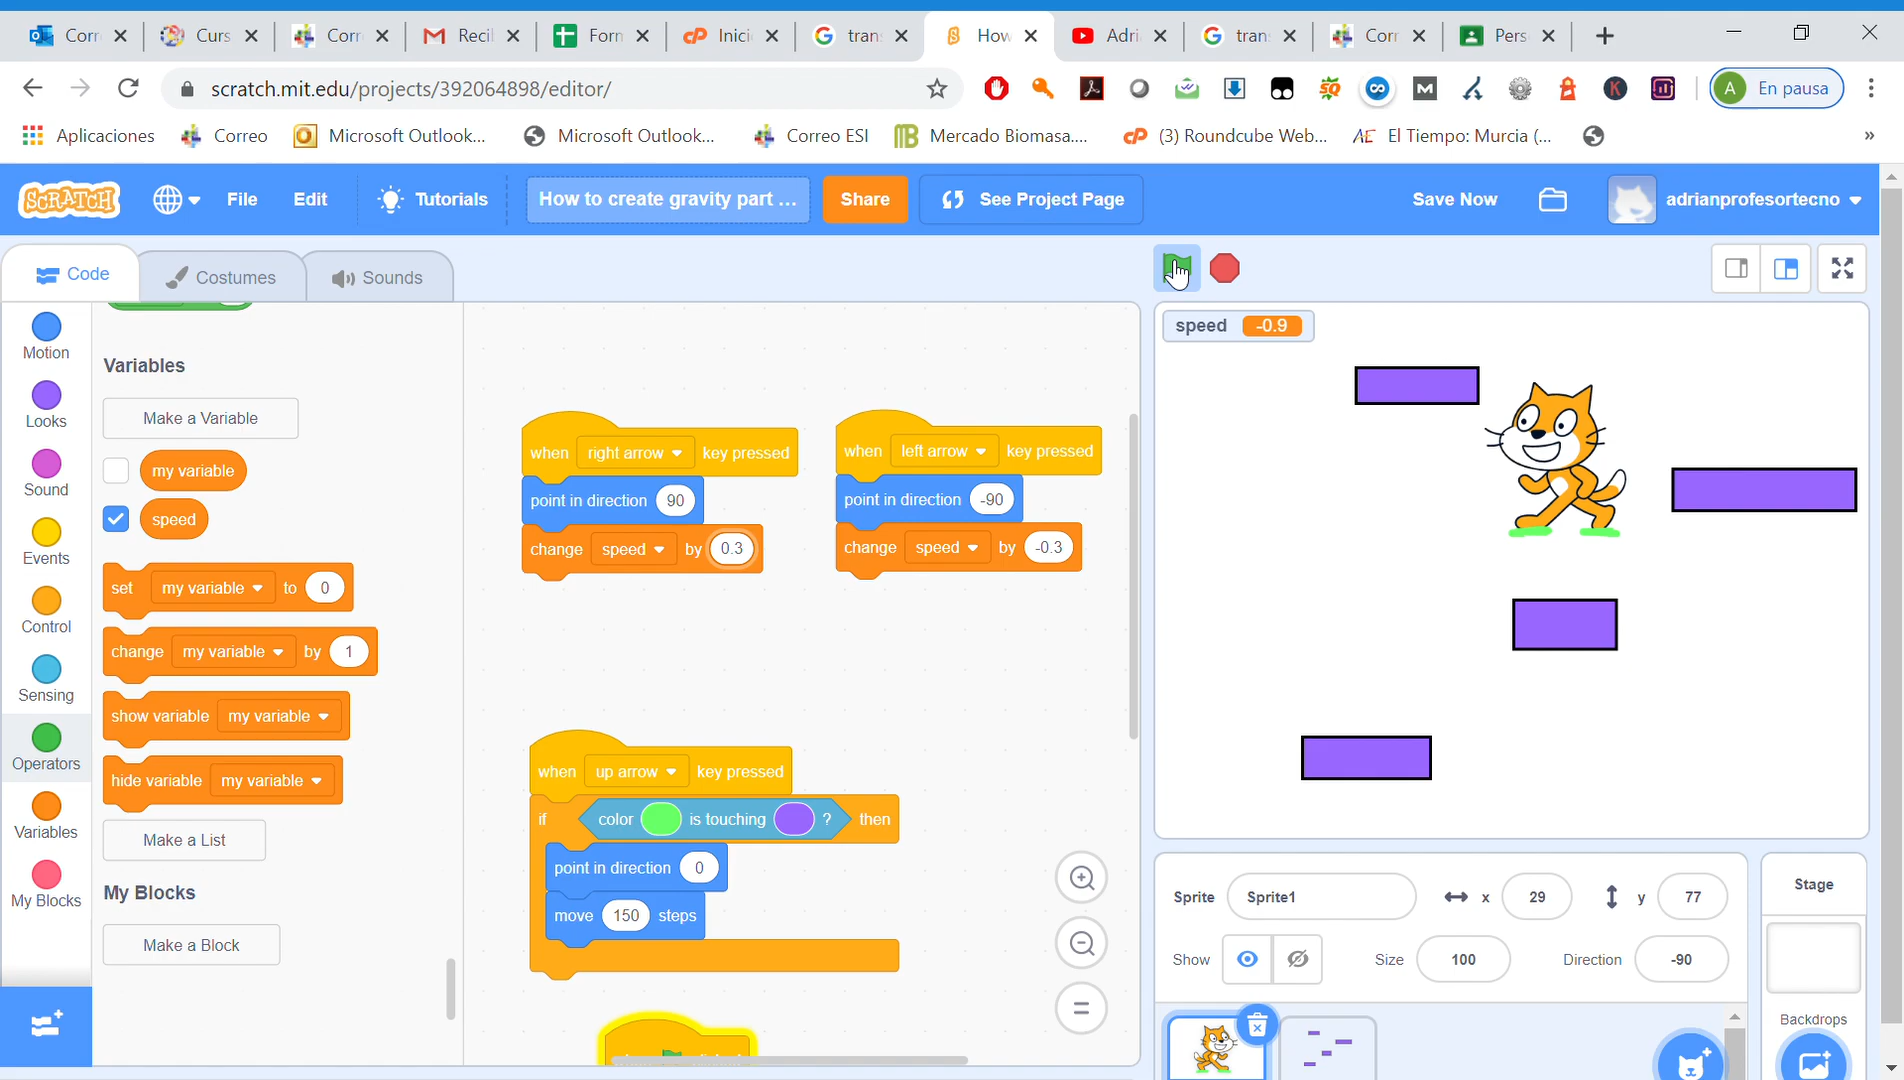 Corr
Curs
Corr
Recil
Form
Inici
tran
How
Adri
tran
Corr
Pers
scratch.mit.edu/projects/392064898/editor/
A En pausa
Aplicaciones
Correo
Microsoft Outlook...
Microsoft Outlook...
Correo ESI
Mercado Biomasa....
(3) Roundcube Web...
El Tiempo: Murcia (...
»
SCRATCH
File
Edit
Tutorials
How to create gravity part ...
Share
See Project Page
Save Now
adrianprofesortecno
Code
Costumes
Sounds
Motion
Looks
Sound
Events
Control
Sensing
Operators
Variables
My Blocks
Variables
Make a Variable
my variable
speed
set my variable to 0
change my variable by 1
show variable my variable
hide variable my variable
Make a List
My Blocks
Make a Block
when right arrow key pressed
point in direction 90
change speed by 0.3
when left arrow key pressed
point in direction -90
change speed by -0.3
when up arrow key pressed
if color is touching ? then
point in direction 0
move 150 steps
speed -0.9
Sprite Sprite1 x 29 y 77
Show Size 100 Direction -90
Stage
Backdrops